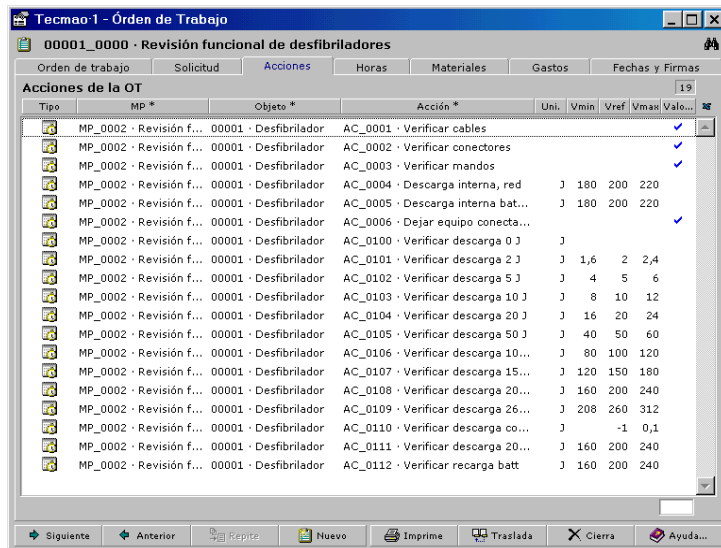 Tecmao·1 - Órden de Trabajo
00001_0000 · Revisión funcional de desfibriladores
Orden de trabajo Solicitud Acciones Horas Materiales Gastos Fechas y Firmas
Acciones de la OT 19
Tipo MP * Objeto * Acción * Uni. Vmin Vref Vmax Valo...
MP_0002 · Revisión f... 00001 · Desfibrilador AC_0001 · Verificar cables
MP_0002 · Revisión f... 00001 · Desfibrilador AC_0002 · Verificar conectores
MP_0002 · Revisión f... 00001 · Desfibrilador AC_0003 · Verificar mandos
MP_0002 · Revisión f... 00001 · Desfibrilador AC_0004 · Descarga interna, red J 180 200 220
MP_0002 · Revisión f... 00001 · Desfibrilador AC_0005 · Descarga interna bat... J 180 200 220
MP_0002 · Revisión f... 00001 · Desfibrilador AC_0006 · Dejar equipo conecta...
MP_0002 · Revisión f... 00001 · Desfibrilador AC_0100 · Verificar descarga 0 J J
MP_0002 · Revisión f... 00001 · Desfibrilador AC_0101 · Verificar descarga 2 J J 1,6 2 2,4
MP_0002 · Revisión f... 00001 · Desfibrilador AC_0102 · Verificar descarga 5 J J 4 5 6
MP_0002 · Revisión f... 00001 · Desfibrilador AC_0103 · Verificar descarga 10 J J 8 10 12
MP_0002 · Revisión f... 00001 · Desfibrilador AC_0104 · Verificar descarga 20 J J 16 20 24
MP_0002 · Revisión f... 00001 · Desfibrilador AC_0105 · Verificar descarga 50 J J 40 50 60
MP_0002 · Revisión f... 00001 · Desfibrilador AC_0106 · Verificar descarga 10... J 80 100 120
MP_0002 · Revisión f... 00001 · Desfibrilador AC_0107 · Verificar descarga 15... J 120 150 180
MP_0002 · Revisión f... 00001 · Desfibrilador AC_0108 · Verificar descarga 20... J 160 200 240
MP_0002 · Revisión f... 00001 · Desfibrilador AC_0109 · Verificar descarga 26... J 208 260 312
MP_0002 · Revisión f... 00001 · Desfibrilador AC_0110 · Verificar descarga co... J -1 0,1
MP_0002 · Revisión f... 00001 · Desfibrilador AC_0111 · Verificar descarga 20... J 160 200 240
MP_0002 · Revisión f... 00001 · Desfibrilador AC_0112 · Verificar recarga batt J 160 200 240
Siguiente Anterior Repite Nuevo Imprime Traslada Cierra Ayuda...